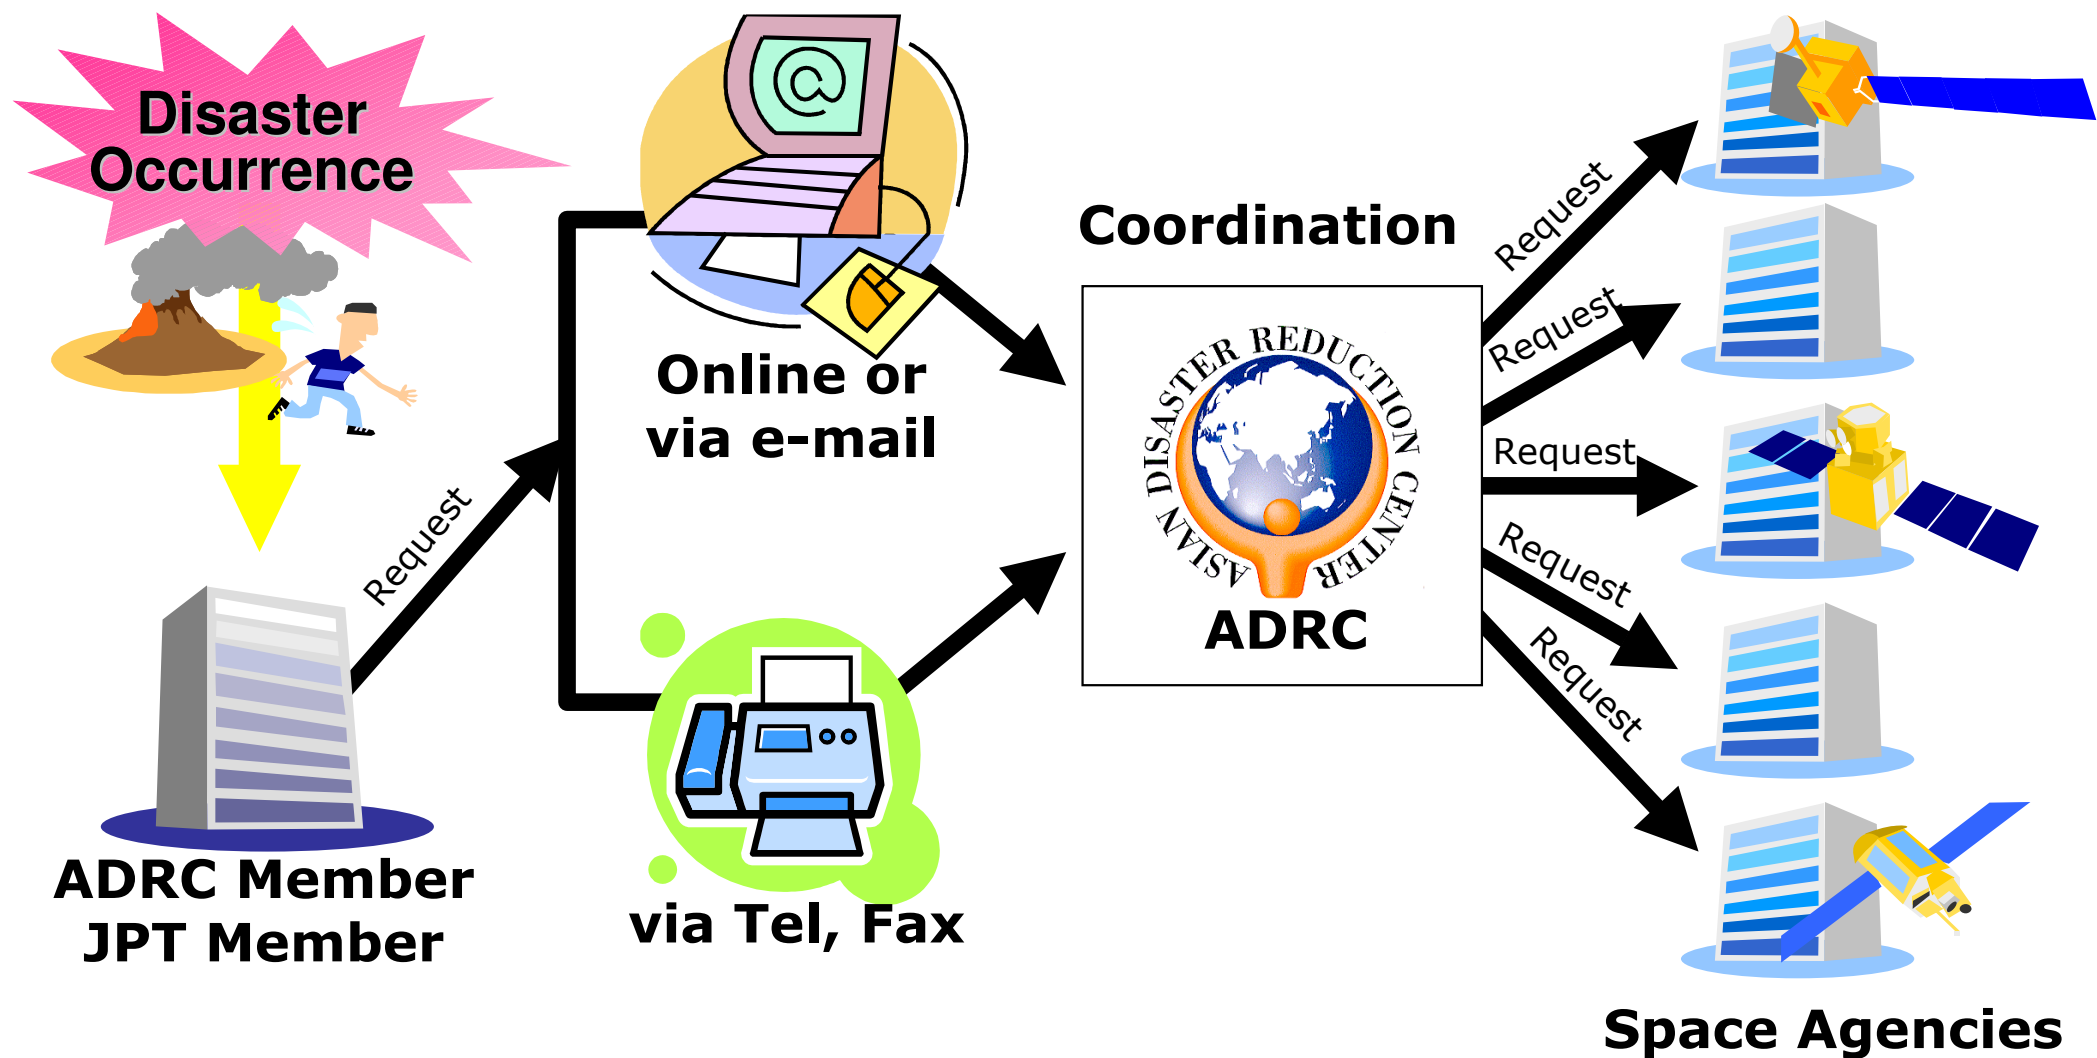 Disaster
Occurrence
Request
ADRC Member
JPT Member
@
Online or
via e-mail
via Tel, Fax
Coordination
ASIAN DISASTER REDUCTION CENTER
ADRC
Request
Request
Request
Request
Request
Space Agencies